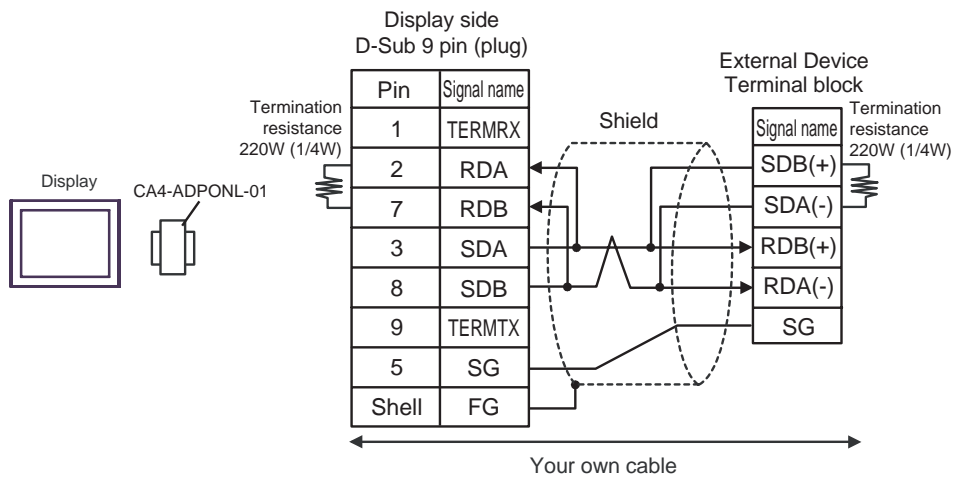 Display side
D-Sub 9 pin (plug)
External Device
Terminal block
Pin Signal name
1 TERMRX
2 RDA
7 RDB
3 SDA
8 SDB
9 TERMTX
5 SG
Shell FG
Termination
resistance
220W (1/4W)
Display
CA4-ADPONL-01
Shield
Signal name
SDB(+)
SDA(-)
RDB(+)
RDA(-)
SG
Termination
resistance
220W (1/4W)
Your own cable